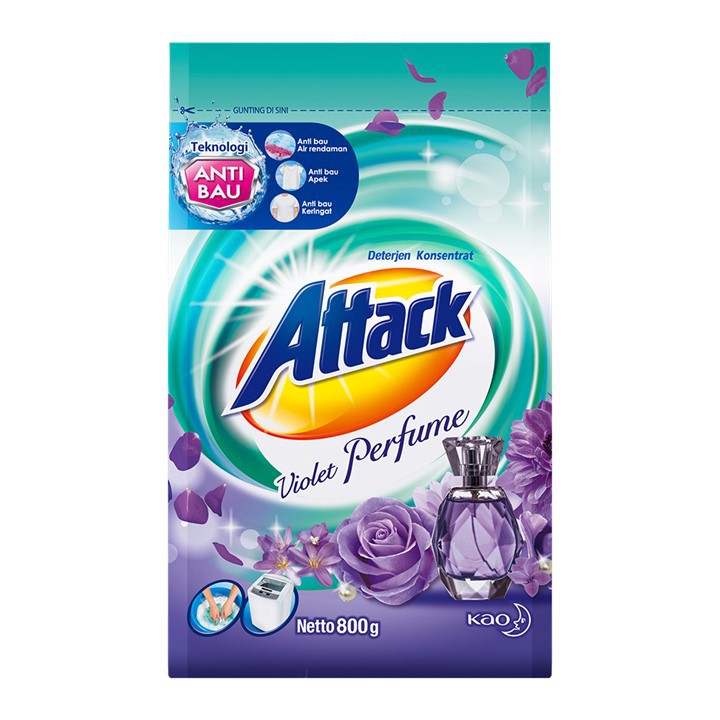 GUNTING DI SINI
Teknologi
ANTI
BAU
Anti bau
Air rendaman
Anti bau
Apek
Anti bau
Keringat
Deterjen Konsentrat
Attack
Violet Perfume
Netto 800 g
Kao